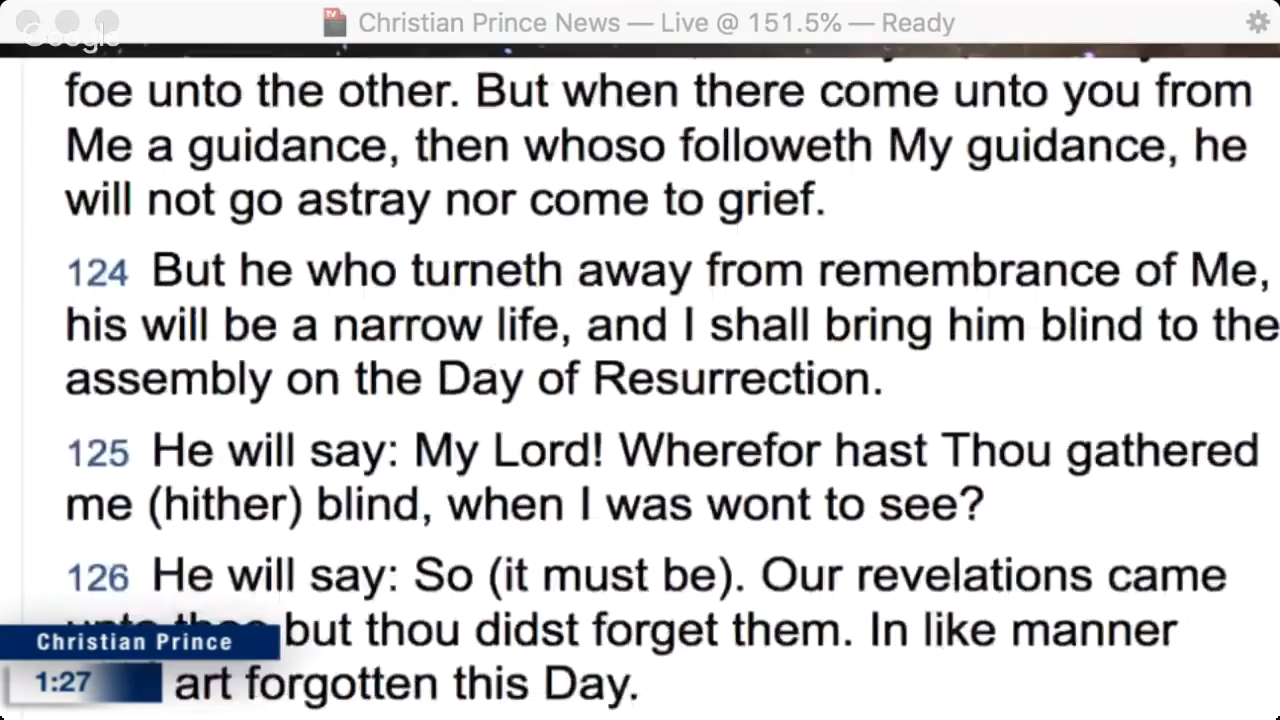 Christian Prince News — Live @ 151.5% — Ready
Google
foe unto the other. But when there come unto you from
Me a guidance, then whoso followeth My guidance, he
will not go astray nor come to grief.
124 But he who turneth away from remembrance of Me,
his will be a narrow life, and I shall bring him blind to the
assembly on the Day of Resurrection.
125 He will say: My Lord! Wherefor hast Thou gathered
me (hither) blind, when I was wont to see?
126 He will say: So (it must be). Our revelations came
but thou didst forget them. In like manner
art forgotten this Day.
Christian Prince
1:27